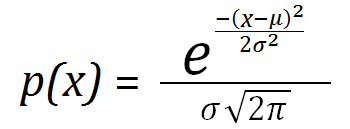 p(x) = e^(-(x-μ)²/2σ²) / σ√2π